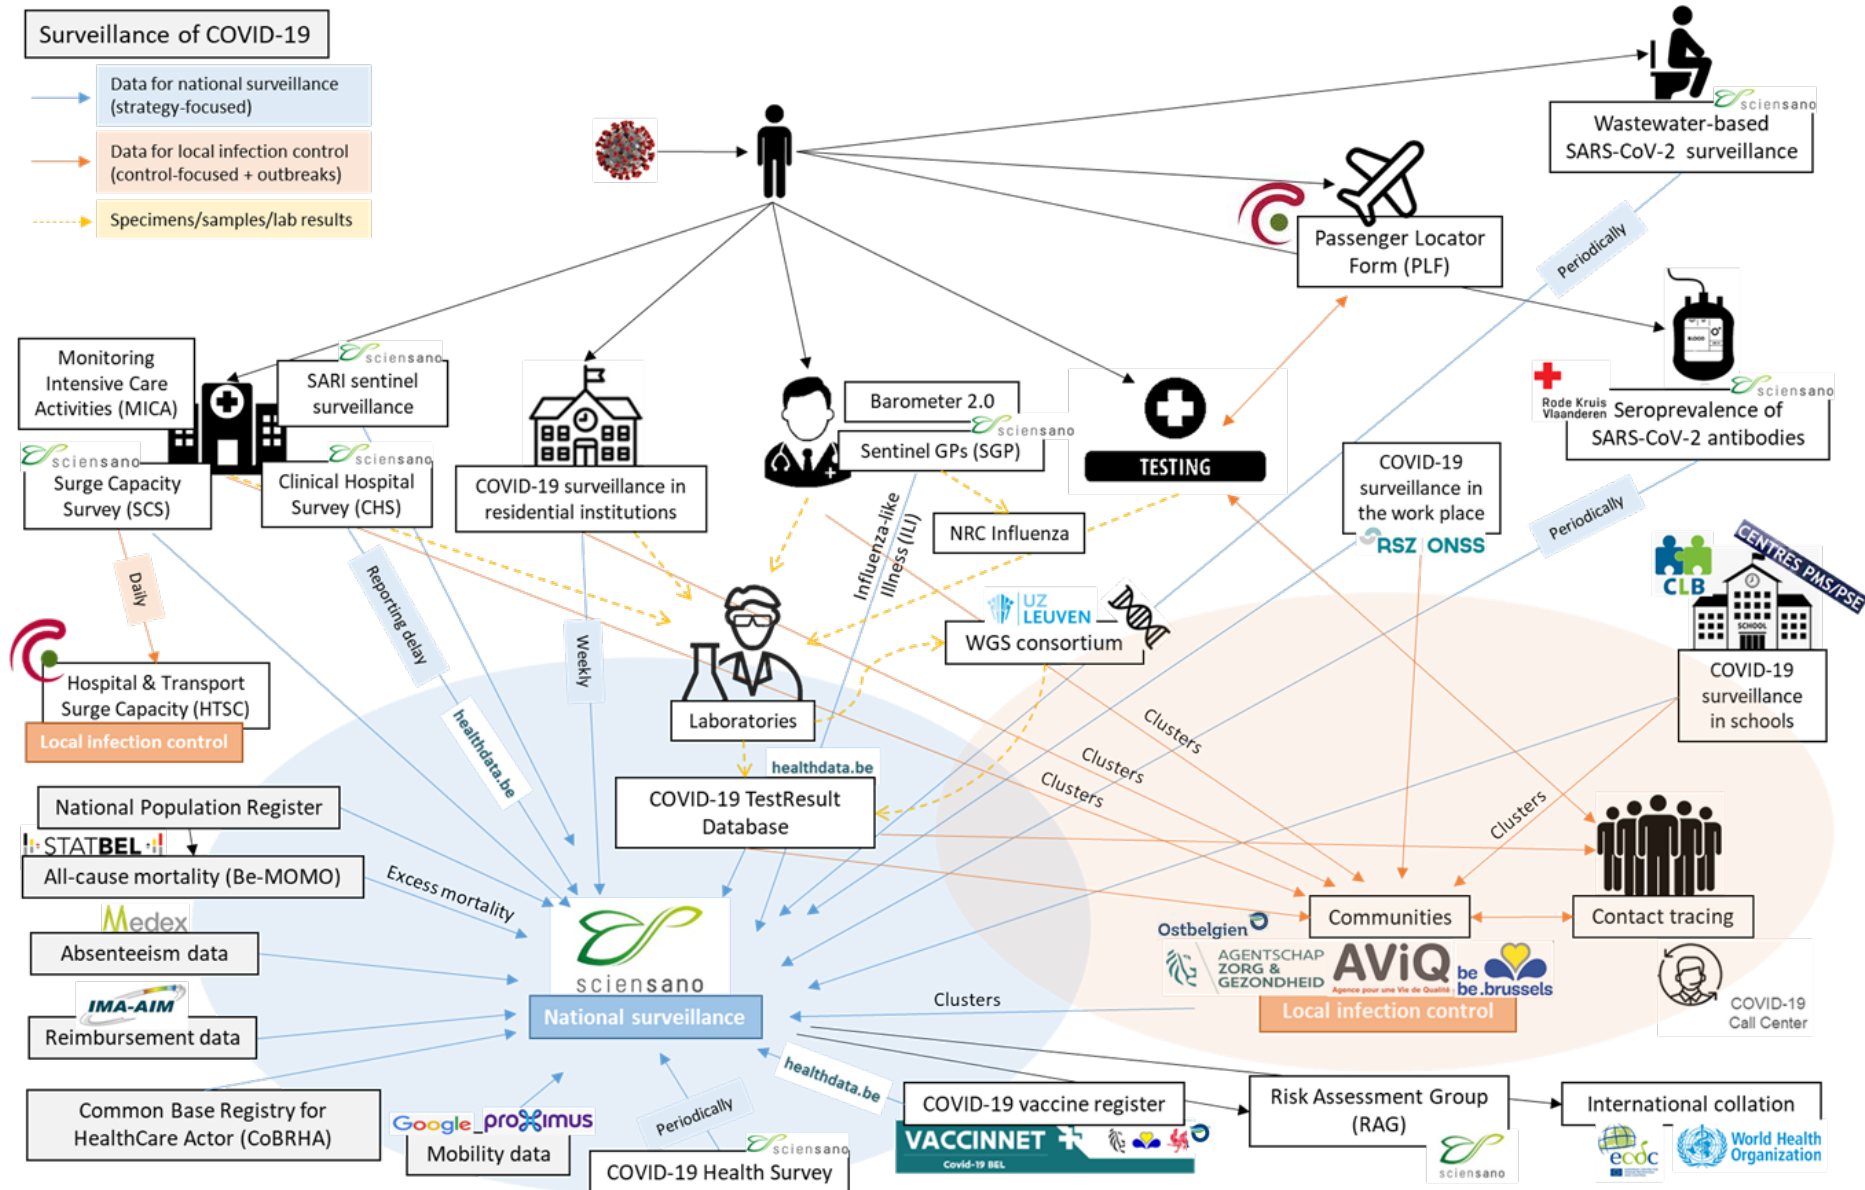 Surveillance of COVID-19
Data for national surveillance
(strategy-focused)
Data for local infection control
(control-focused + outbreaks)
Specimens/samples/lab results
sciensano
Wastewater-based
SARS-CoV-2 surveillance
Periodically
Passenger Locator
Form (PLF)
Monitoring
Intensive Care
Activities (MICA)
sciensano
SARI sentinel
surveillance
sciensano
Surge Capacity
Survey (SCS)
sciensano
Clinical Hospital
Survey (CHS)
COVID-19 surveillance in
residential institutions
Barometer 2.0
sciensano
Sentinel GPs (SGP)
TESTING
NRC Influenza
Influenza-like
Illness (ILI)
COVID-19
surveillance in
the work place
RSZ ONSS
BLOOD
O
Rode Kruis
Vlaanderen
sciensano
Seroprevalence of
SARS-CoV-2 antibodies
Periodically
CLB
CENTRES PMS/PSE
SCHOOL
COVID-19
surveillance
in schools
Daily
Reporting delay
healthdata.be
Weekly
Hospital & Transport
Surge Capacity (HTSC)
Local infection control
UZ
LEUVEN
WGS consortium
Laboratories
healthdata.be
COVID-19 TestResult
Database
Clusters
Clusters
Clusters
Clusters
National Population Register
STATBEL
All-cause mortality (Be-MOMO)
Excess mortality
Medex
Absenteeism data
IMA-AIM
Reimbursement data
Common Base Registry for
HealthCare Actor (CoBRHA)
Google
proximus
Mobility data
sciensano
National surveillance
Clusters
Periodically
sciensano
COVID-19 Health Survey
healthdata.be
COVID-19 vaccine register
VACCINNET
Covid-19 BEL
Communities
Contact tracing
Ostbelgien
AGENTSCHAP
ZORG &
GEZONDHEID
AViQ
Agence pour une Vie de Qualité
be
be.brussels
Local infection control
COVID-19
Call Center
Risk Assessment Group
(RAG)
sciensano
International collation
ecdc
World Health
Organization